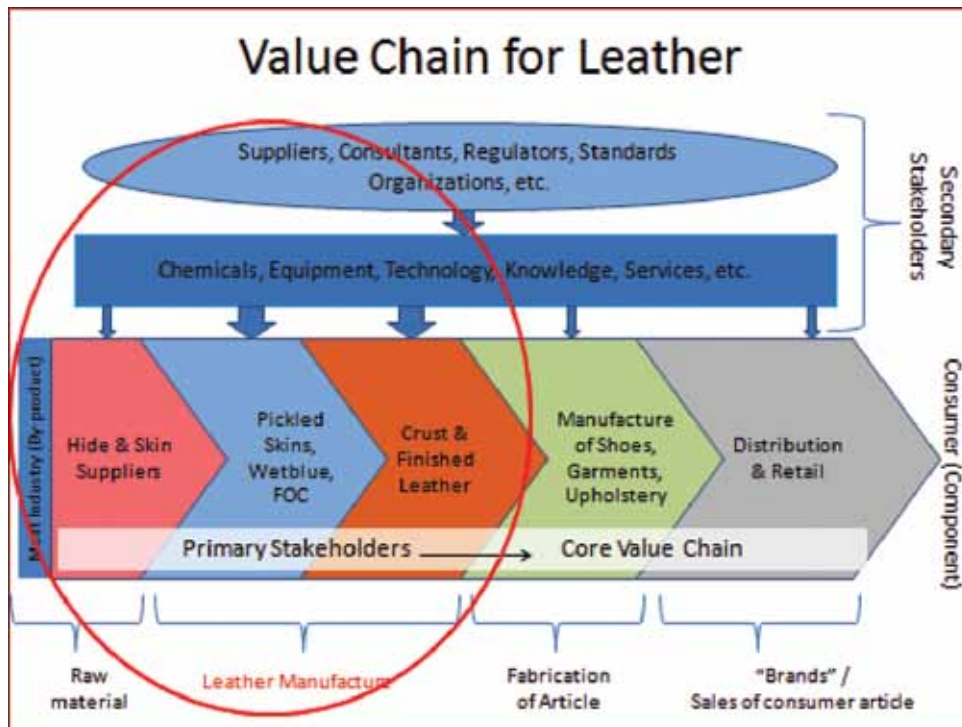 Value Chain for Leather
Suppliers, Consultants, Regulators, Standards
Organizations, etc.
Secondary
Stakeholders
Chemicals, Equipment, Technology, Knowledge, Services, etc.
Meat Industry (By product)
Hide & Skin
Suppliers
Pickled
Skins,
Wetblue,
FOC
Crust &
Finished
Leather
Manufacture
of Shoes,
Garments,
Upholstery
Distribution
& Retail
Consumer (Component)
Primary Stakeholders
Core Value Chain
Raw
material
Leather Manufacture
Fabrication
of Article
"Brands" /
Sales of consumer article